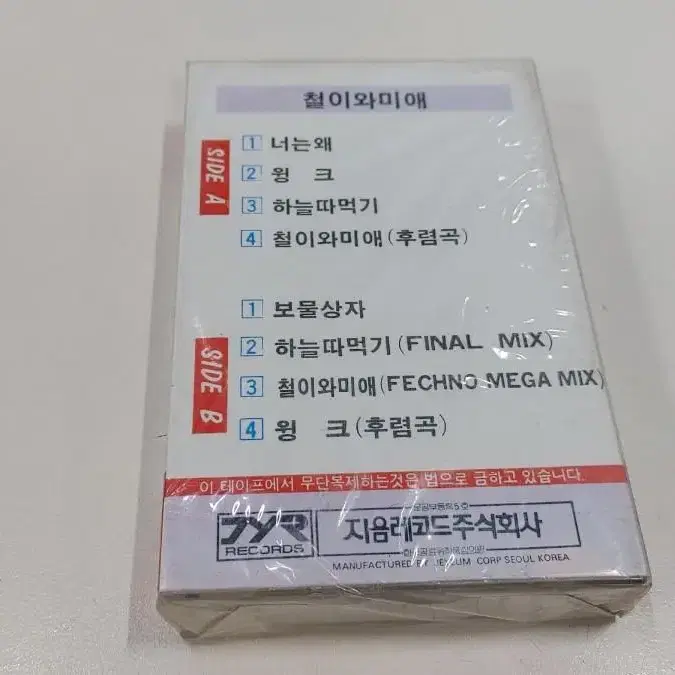 철이와미애
SIDE A
1 너는왜
2 윙 크
3 하늘따먹기
4 철이와미애(후렴곡)
SIDE B
1 보물상자
2 하늘따먹기(FINAL MIX)
3 철이와미애(FECHNO MEGA MIX)
4 윙 크(후렴곡)
이 테이프에서 무단복제하는것은 법으로 금하고 있습니다.
JYR
RECORDS
지음레코드주식회사
MANUFACTURED BY CORP SEOUL KOREA